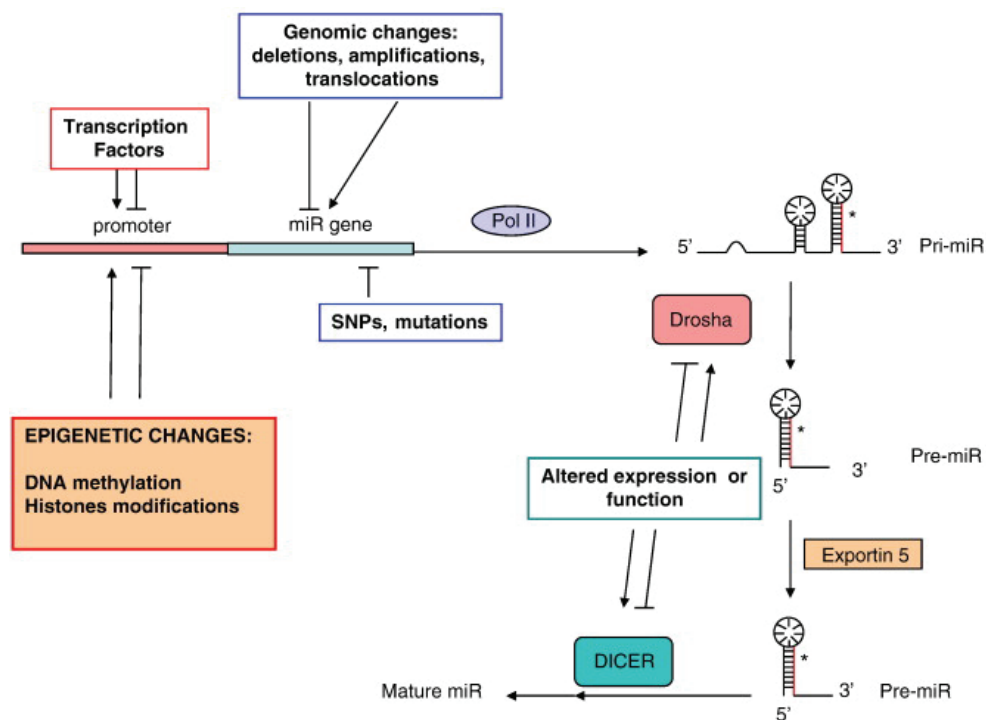 Genomic changes:
deletions, amplifications,
translocations
Transcription
Factors
promoter
miR gene
Pol II
5’
3’
Pri-miR
*
SNPs, mutations
Drosha
EPIGENETIC CHANGES:
DNA methylation
Histones modifications
*
3’
5’
Pre-miR
Altered expression or
function
Exportin 5
DICER
Mature miR
*
3’
5’
Pre-miR